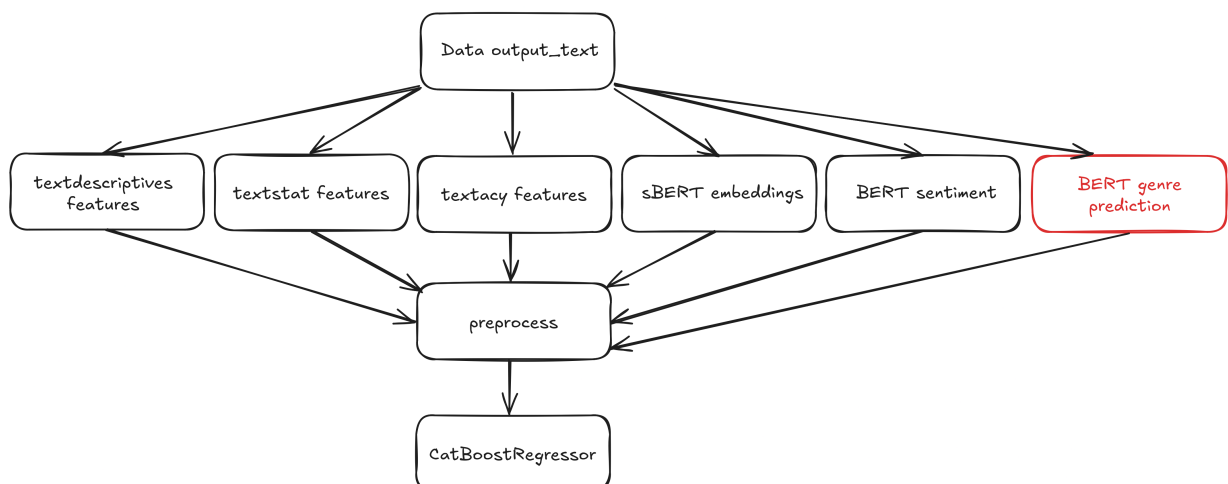 Data output_text
textdescriptives
features
textstat features
textacy features
sBERT embeddings
BERT sentiment
BERT genre
prediction
preprocess
CatBoostRegressor